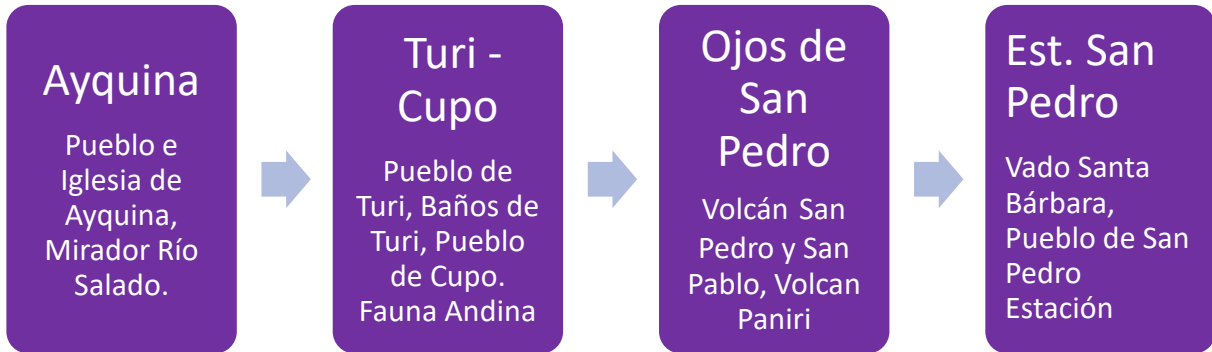 Ayquina
Pueblo e
Iglesia de
Ayquina,
Mirador Río
Salado.
Turi -
Cupo
Pueblo de
Turi, Baños de
Turi, Pueblo
de Cupo.
Fauna Andina
Ojos de
San
Pedro
Volcán San
Pedro y San
Pablo, Volcan
Paniri
Est. San
Pedro
Vado Santa
Bárbara,
Pueblo de San
Pedro
Estación